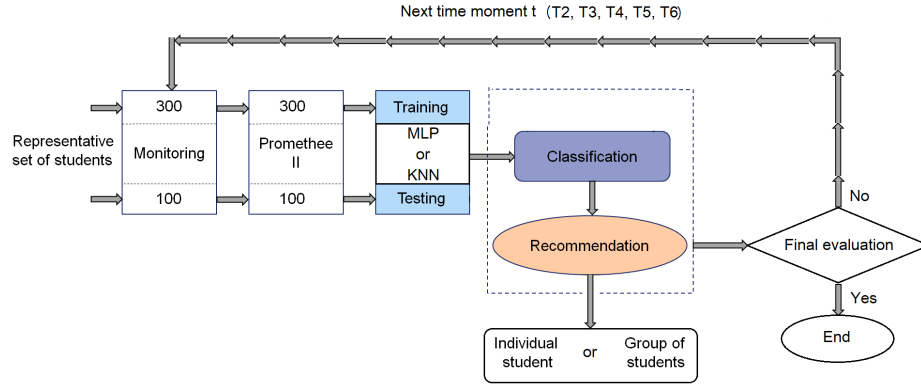 Next time moment t (T2, T3, T4, T5, T6)
Representative
set of students
300
Monitoring
100
300
Promethee
II
100
Training
MLP
or
KNN
Testing
Classification
Recommendation
Individual
student
or
Group of
students
Final evaluation
No
Yes
End